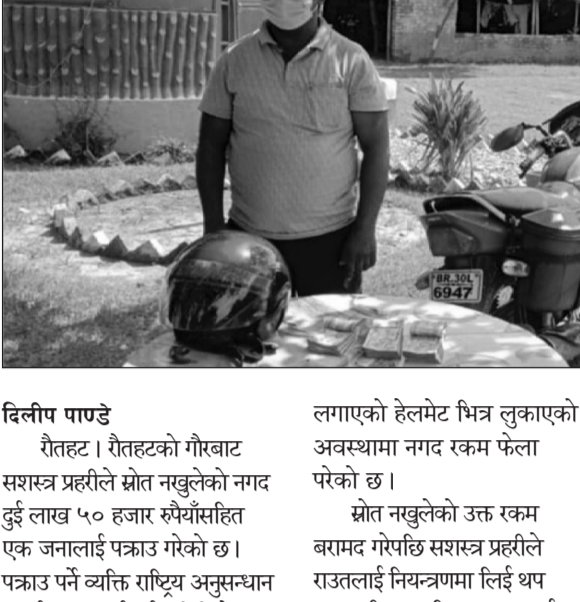 BR.30L
6947
दिलीप पाण्डे
रौतहट । रौतहटको गौरबाट
सशस्त्र प्रहरीले स्रोत नखुलेको नगद
दुई लाख ५० हजार रुपैयाँसहित
एक जनालाई पक्राउ गरेको छ ।
पक्राउ पर्ने व्यक्ति राष्ट्रिय अनुसन्धान
लगाएको हेलमेट भित्र लुकाएको
अवस्थामा नगद रकम फेला
परेको छ ।
स्रोत नखुलेको उक्त रकम
बरामद गरेपछि सशस्त्र प्रहरीले
राउतलाई नियन्त्रणमा लिई थप